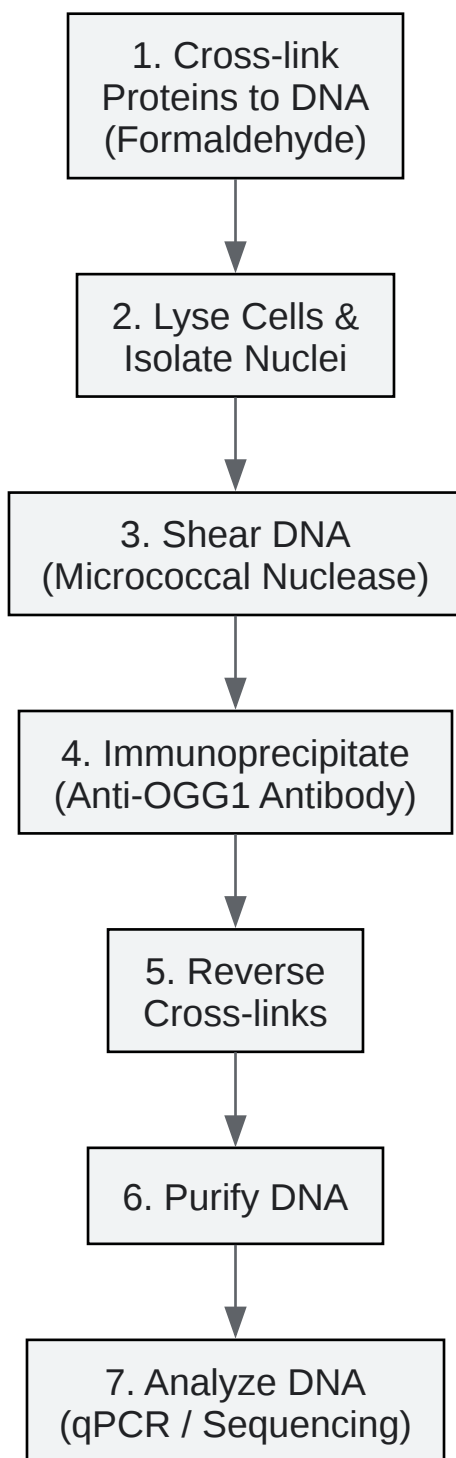 1. Cross-link
Proteins to DNA
(Formaldehyde)
2. Lyse Cells &
Isolate Nuclei
3. Shear DNA
(Micrococcal Nuclease)
4. Immunoprecipitate
(Anti-OGG1 Antibody)
5. Reverse
Cross-links
6. Purify DNA
7. Analyze DNA
(qPCR / Sequencing)